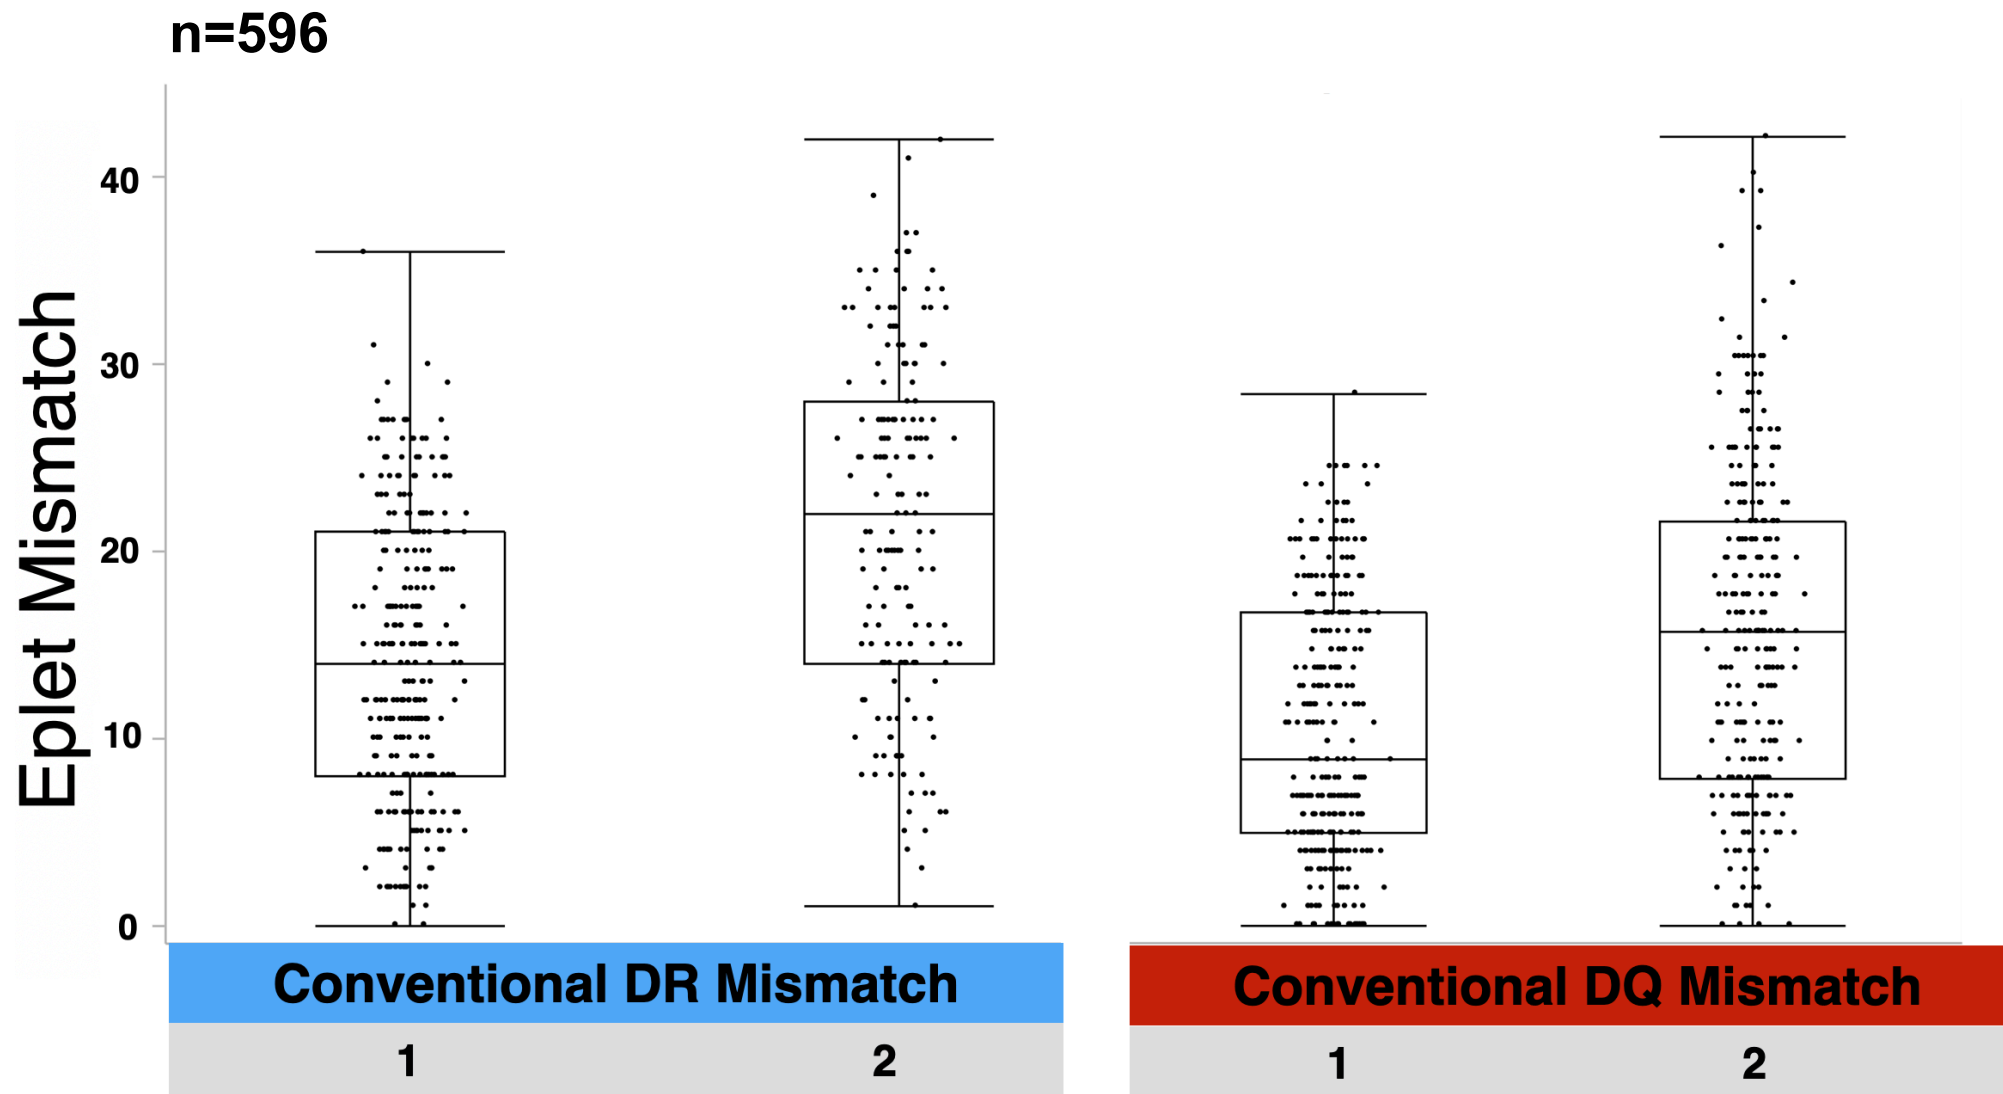 n=596
Eplet Mismatch
40
30
20
10
0
Conventional DR Mismatch
1 2
Conventional DQ Mismatch
1 2